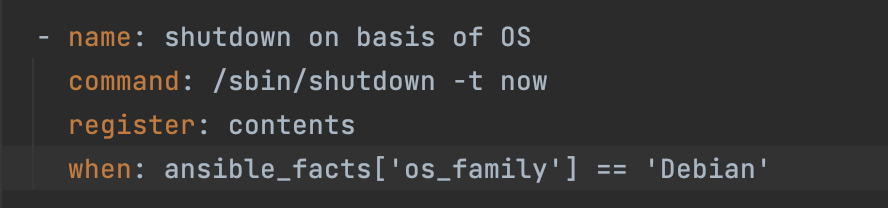 - name: shutdown on basis of OS
  command: /sbin/shutdown -t now
  register: contents
  when: ansible_facts['os_family'] == 'Debian'